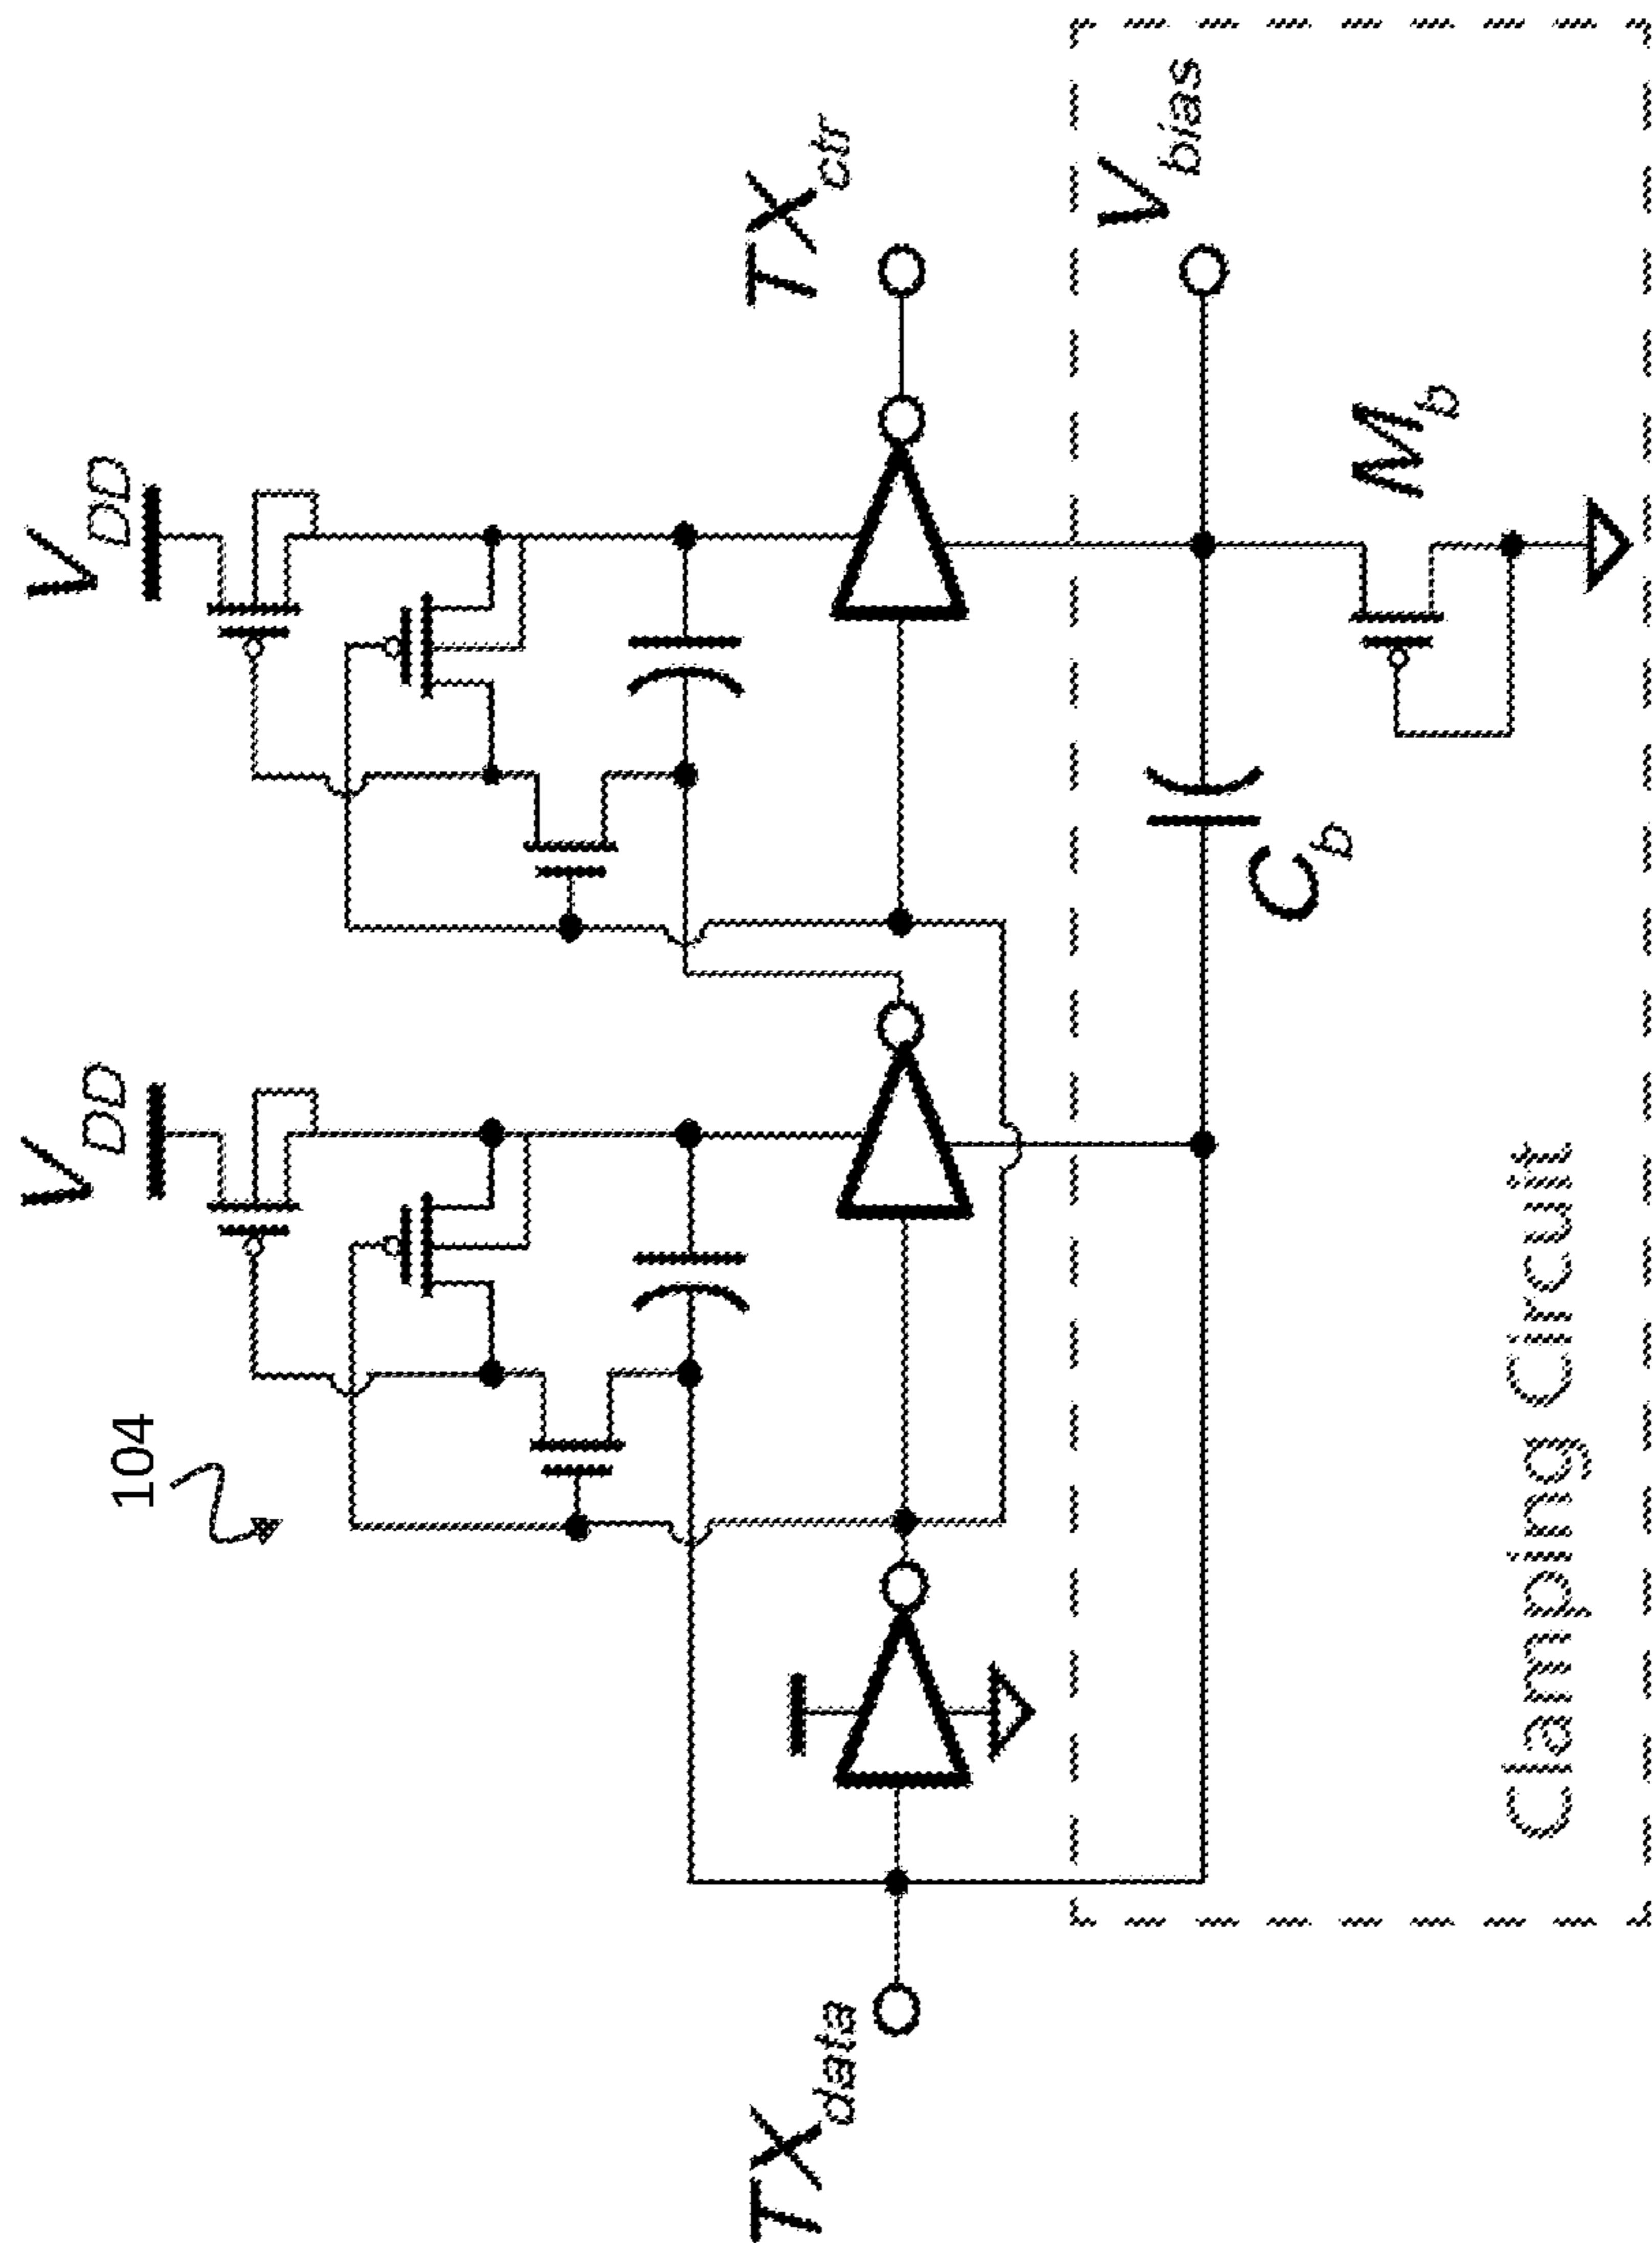 104
V_DD
V_DD
TX_data
TX_ctr
V_bias
C_b
M_b
Clamping Circuit